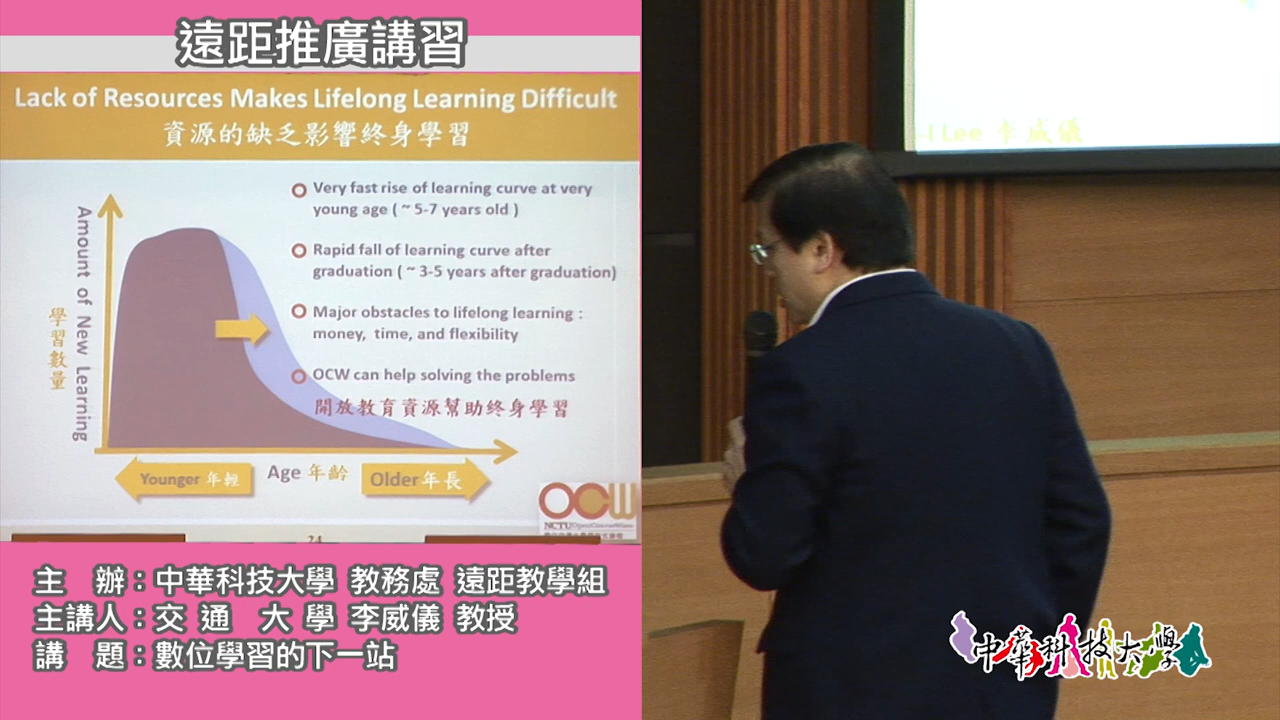 遠距推廣講習
Lack of Resources Makes Lifelong Learning Difficult
資源的缺乏影響終身學習
Very fast rise of learning curve at very
young age ( ~ 5-7 years old )
Rapid fall of learning curve after
graduation ( ~ 3-5 years after graduation)
Major obstacles to lifelong learning :
money, time, and flexibility
OCW can help solving the problems
開放教育資源幫助終身學習
Amount of New Learning
學習數量
Younger 年輕
Age 年齡
Older 年長
OCW
NCTU OpenCourseWare
24
主 辦：中華科技大學 教務處 遠距教學組
主講人：交 通 大 學 李威儀 教授
講 題：數位學習的下一站
Lee 李威儀
中華科技大學